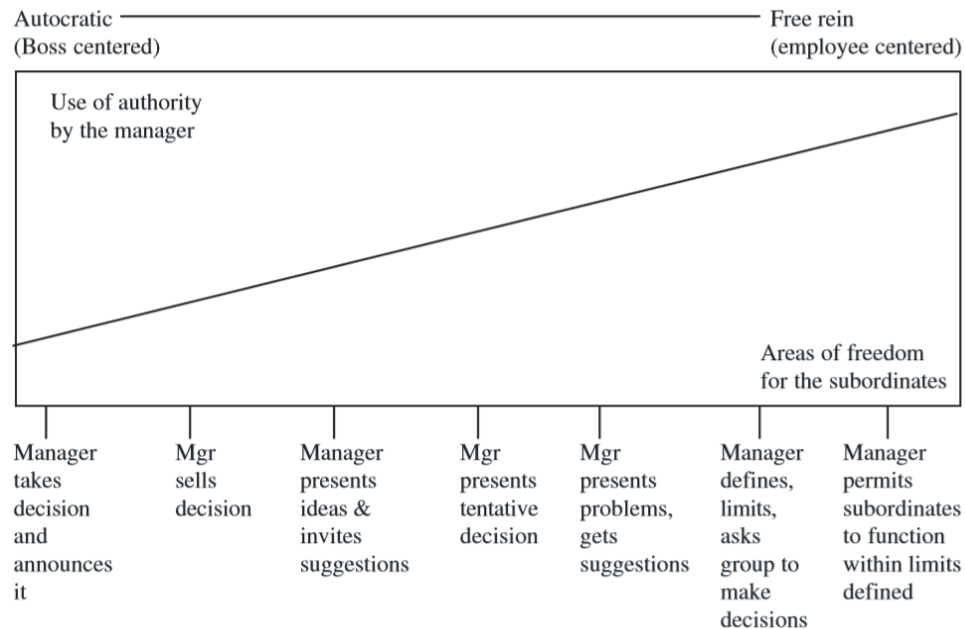 Autocratic
(Boss centered)
Free rein
(employee centered)
Use of authority
by the manager
Areas of freedom
for the subordinates
Manager
takes
decision
and
announces
it
Mgr
sells
decision
Manager
presents
ideas &
invites
suggestions
Mgr
presents
tentative
decision
Mgr
presents
problems,
gets
suggestions
Manager
defines,
limits,
asks
group to
make
decisions
Manager
permits
subordinates
to function
within limits
defined